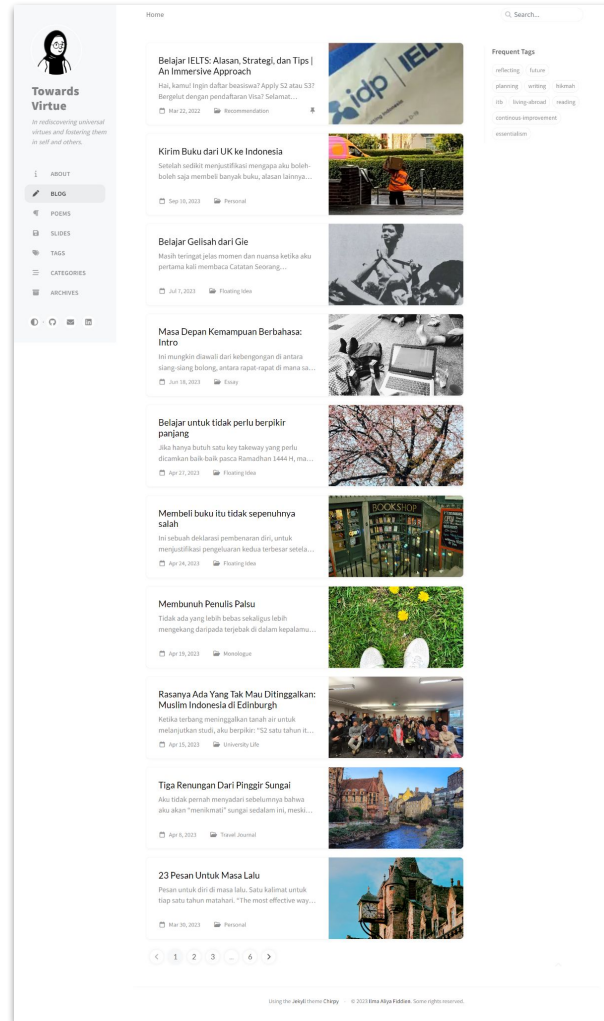 Towards
Virtue
In rediscovering universal
virtues and fostering them
in self and others.
ABOUT
BLOG
POEMS
SLIDES
TAGS
CATEGORIES
ARCHIVES
Home
Search...
Belajar IELTS: Alasan, Strategi, dan Tips |
An Immersive Approach
Hai, kamu! Ingin daftar beasiswa? Apply S2 atau S3?
Bergelut dengan pendaftaran Visa? Selamat…
Mar 22, 2022 Recommendation
idp IEL
Kirim Buku dari UK ke Indonesia
Setelah sedikit menjustifikasi mengapa aku boleh-
boleh saja membeli banyak buku, alasan lainnya…
Sep 10, 2023 Personal
Belajar Gelisah dari Gie
Masih teringat jelas momen dan nuansa ketika aku
pertama kali membaca Catatan Seorang…
Jul 7, 2023 Floating Idea
Masa Depan Kemampuan Berbahasa:
Intro
Ini mungkin diawali dari kebengongan di antara
siang-siang bolong, antara rapat-rapat di mana sa…
Jun 18, 2023 Essay
Belajar untuk tidak perlu berpikir
panjang
Jika hanya butuh satu key takeway yang perlu
dicamkan baik-baik pasca Ramadhan 1444 H, ma…
Apr 27, 2023 Floating Idea
Membeli buku itu tidak sepenuhnya
salah
Ini sebuah deklarasi pembenaran diri, untuk
menjustifikasi pengeluaran kedua terbesar setela…
Apr 24, 2023 Floating Idea
BOOKSHOP
Membunuh Penulis Palsu
Tidak ada yang lebih bebas sekaligus lebih
mengekang daripada terjebak di dalam kepalamu…
Apr 19, 2023 Monologue
Rasanya Ada Yang Tak Mau Ditinggalkan:
Muslim Indonesia di Edinburgh
Ketika terbang meninggalkan tanah air untuk
melanjutkan studi, aku berpikir: “S2 satu tahun it…
Apr 15, 2023 University Life
Tiga Renungan Dari Pinggir Sungai
Aku tidak pernah menyadari sebelumnya bahwa
aku akan “menikmati” sungai sedalam ini, meski…
Apr 8, 2023 Travel Journal
23 Pesan Untuk Masa Lalu
Pesan untuk diri di masa lalu. Satu kalimat untuk
tiap satu tahun matahari. “The most effective way…
Mar 30, 2023 Personal
1 2 3 ... 6
Frequent Tags
reflecting future
planning writing hikmah
itb living-abroad reading
continous-improvement
essentialism
Using the Jekyll theme Chirpy
© 2023 Ilma Aliya Fiddien. Some rights reserved.